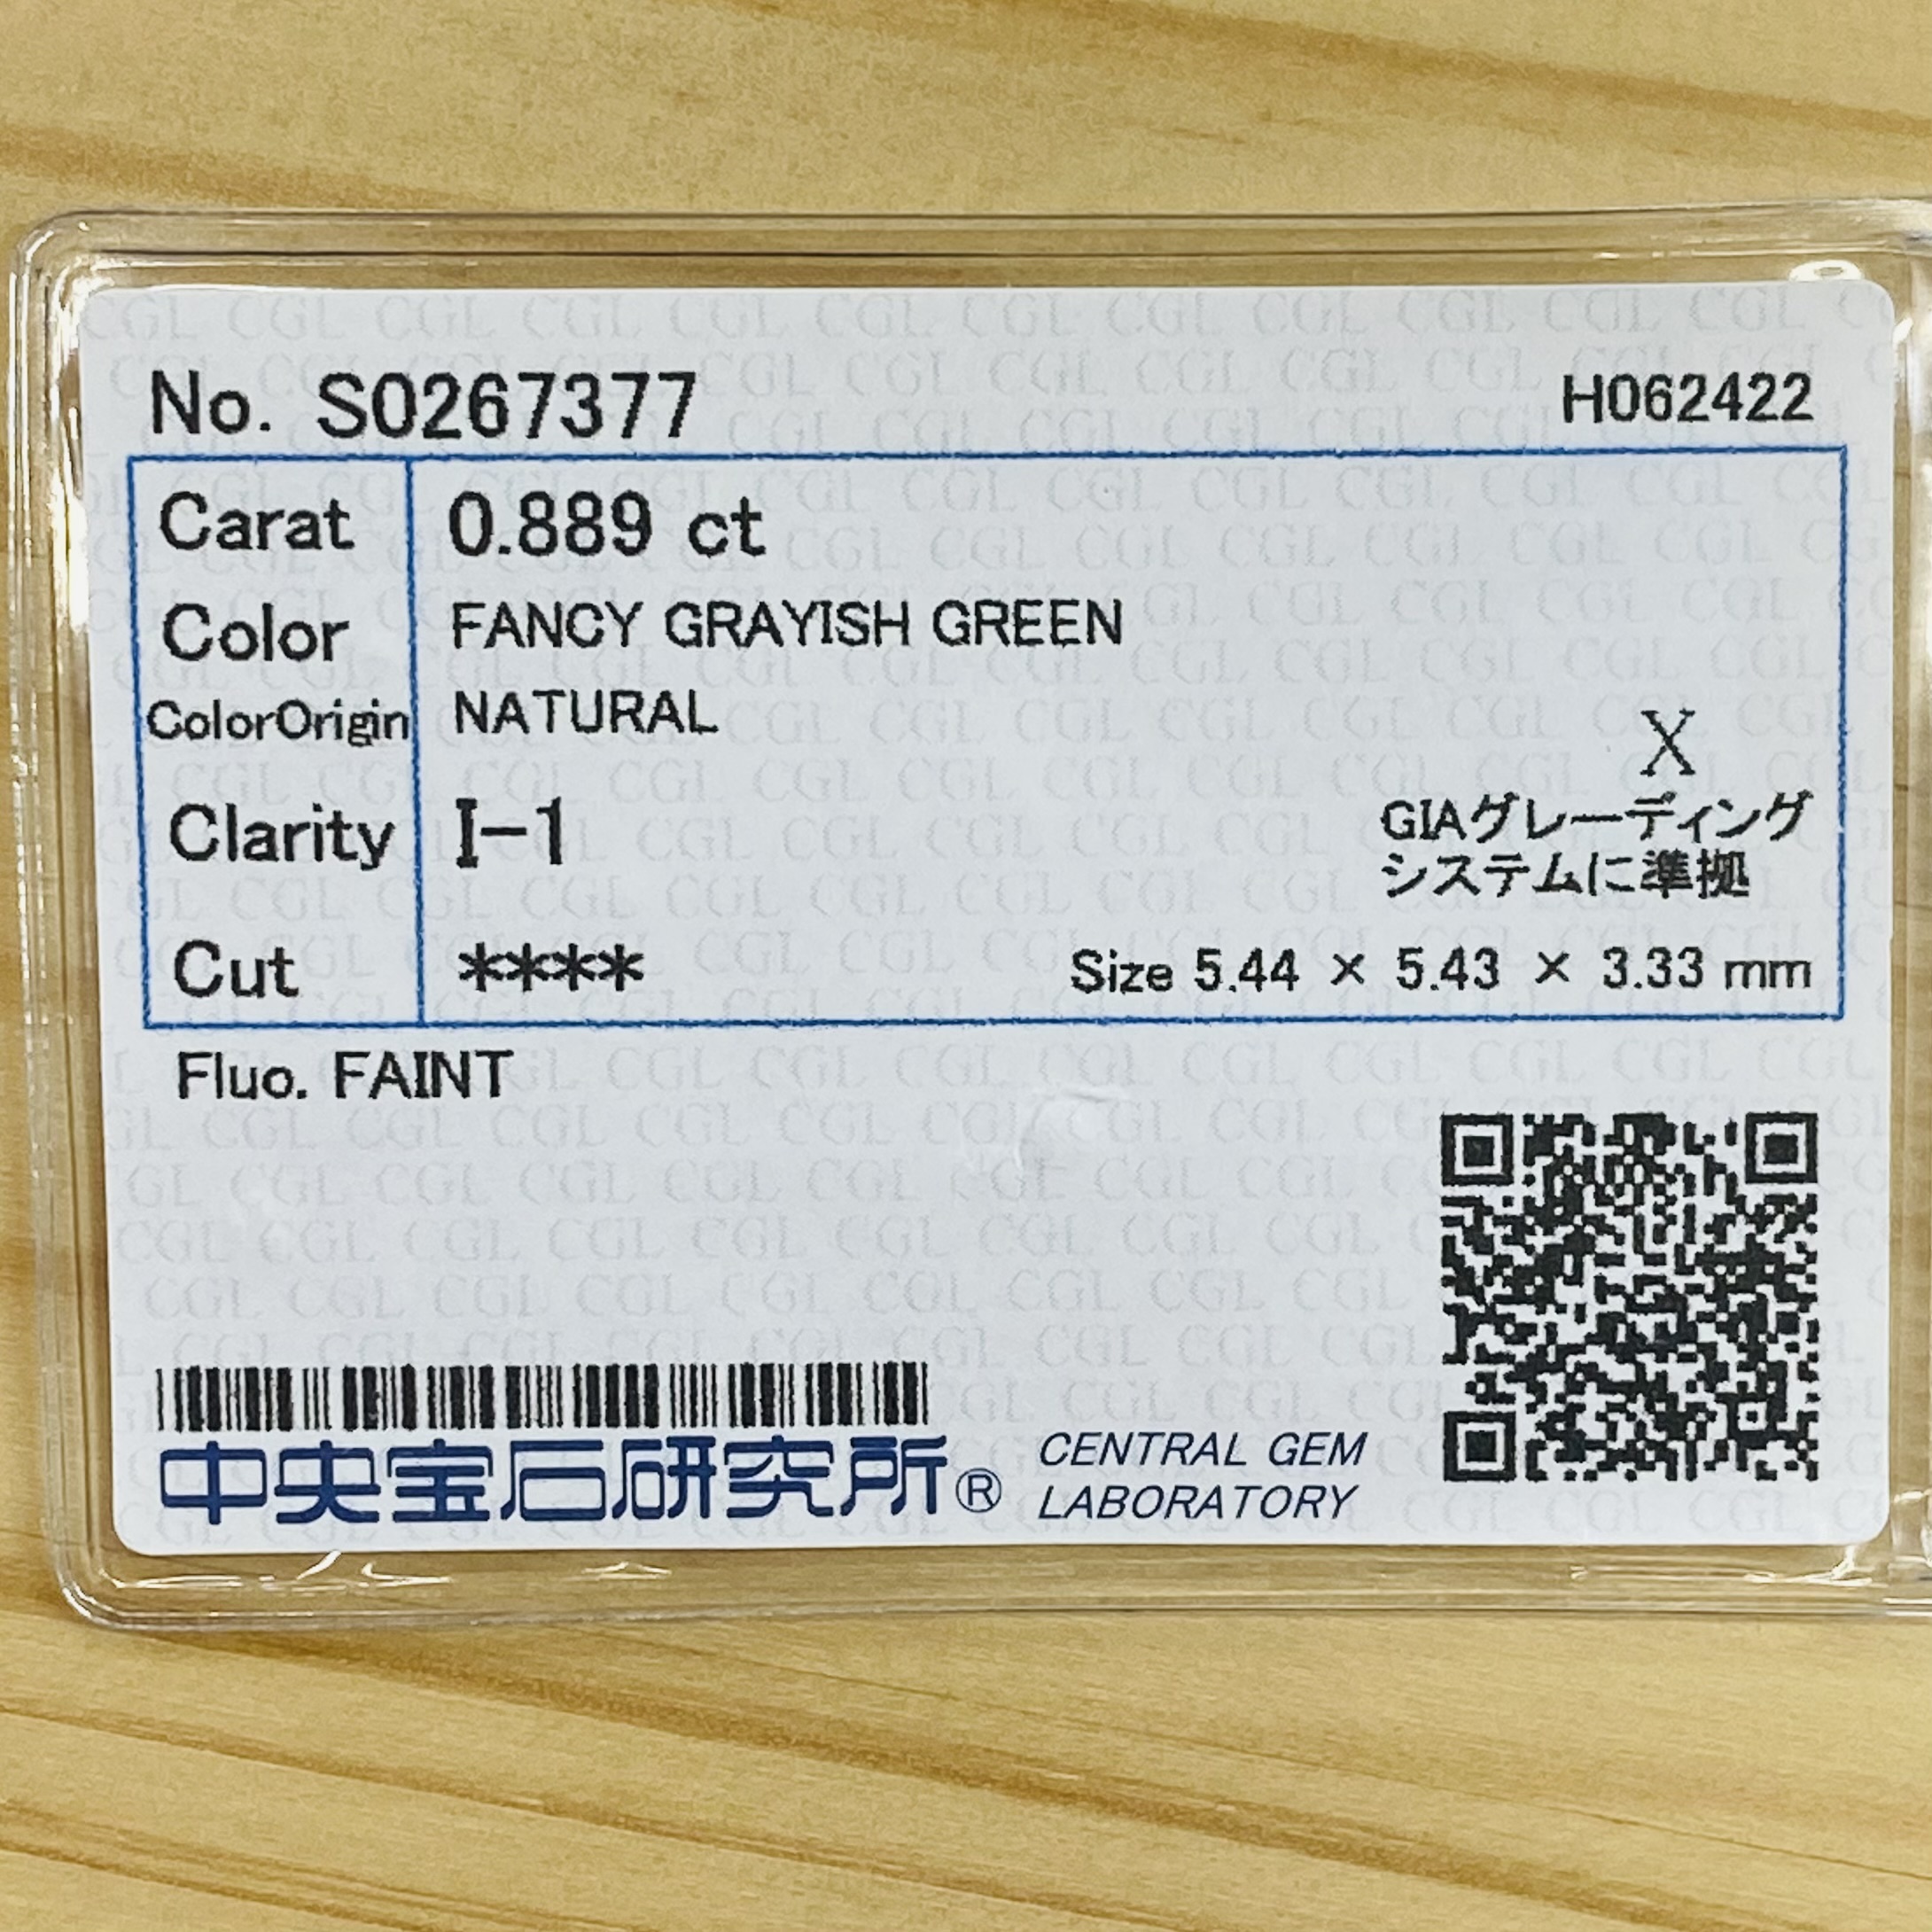 No. S0267377
H062422
Carat 0.889 ct
Color FANCY GRAYISH GREEN
ColorOrigin NATURAL
X
Clarity I-1
GIAグレーディング
システムに準拠
Cut ****
Size 5.44 × 5.43 × 3.33 mm
Fluo. FAINT
中央宝石研究所®
CENTRAL GEM
LABORATORY